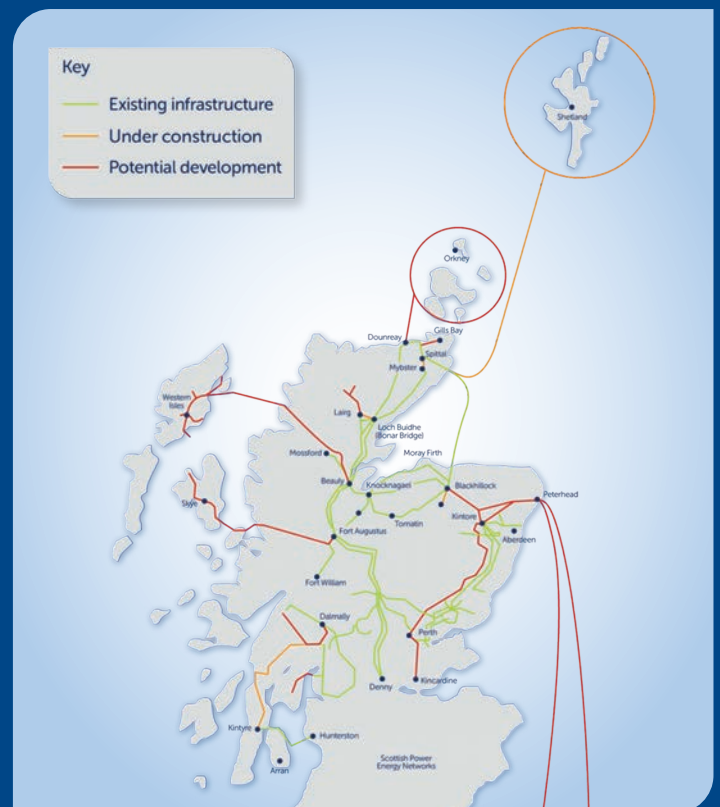 Key
Existing infrastructure
Under construction
Potential development
Shetland
Orkney
Dounreay
Gills Bay
Spittal
Mybster
Western
Isles
Lairg
Loch Buidhe
(Bonar Bridge)
Mossford
Moray Firth
Beauly
Knocknagael
Blackhillock
Peterhead
Skye
Kintore
Tomatin
Fort Augustus
Aberdeen
Fort William
Dalmally
Perth
Denny
Kincardine
Kintyre
Hunterston
Arran
Scottish Power
Energy Networks